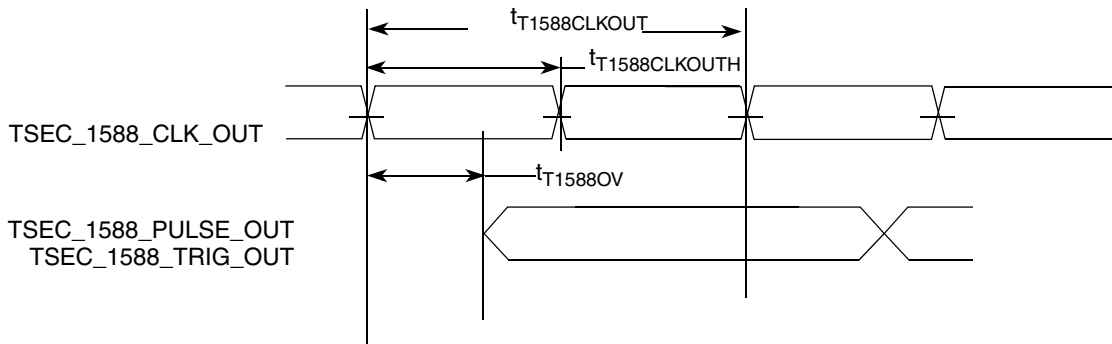 tT1588CLKOUT
tT1588CLKOUTH
TSEC_1588_CLK_OUT
tT1588OV
TSEC_1588_PULSE_OUT
TSEC_1588_TRIG_OUT